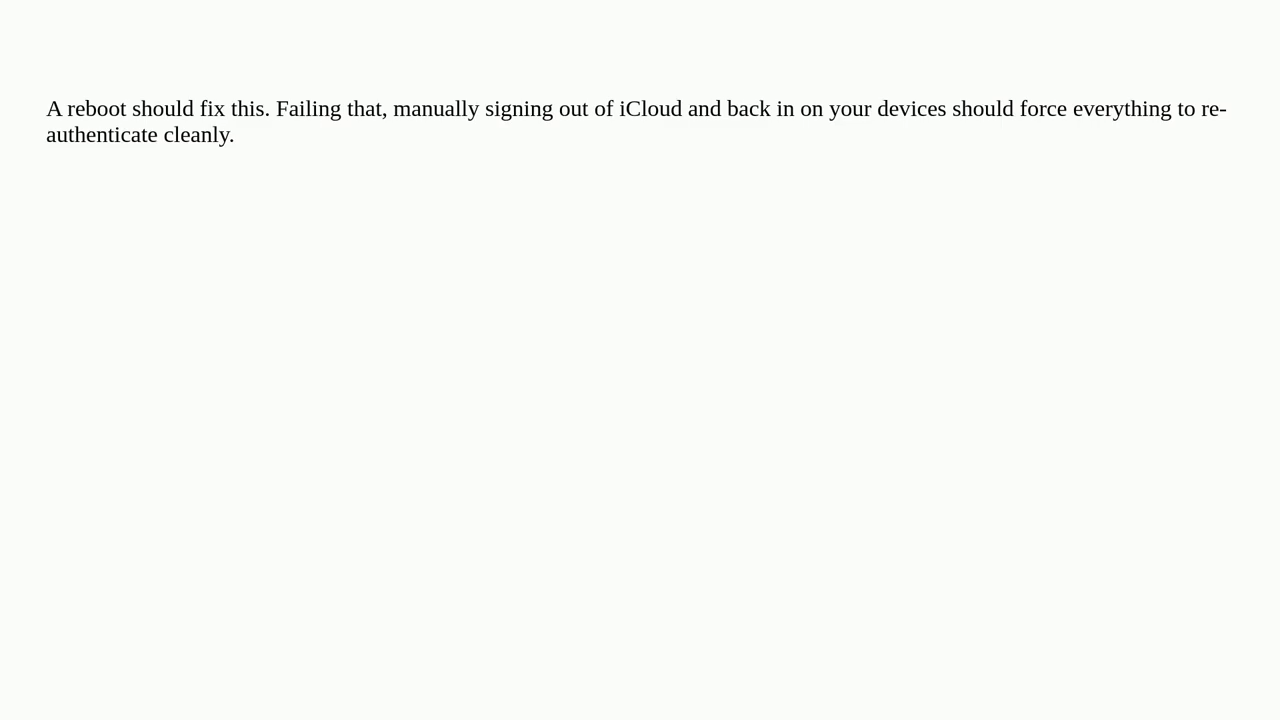 A reboot should fix this. Failing that, manually signing out of iCloud and back in on your devices should force everything to re-
authenticate cleanly.